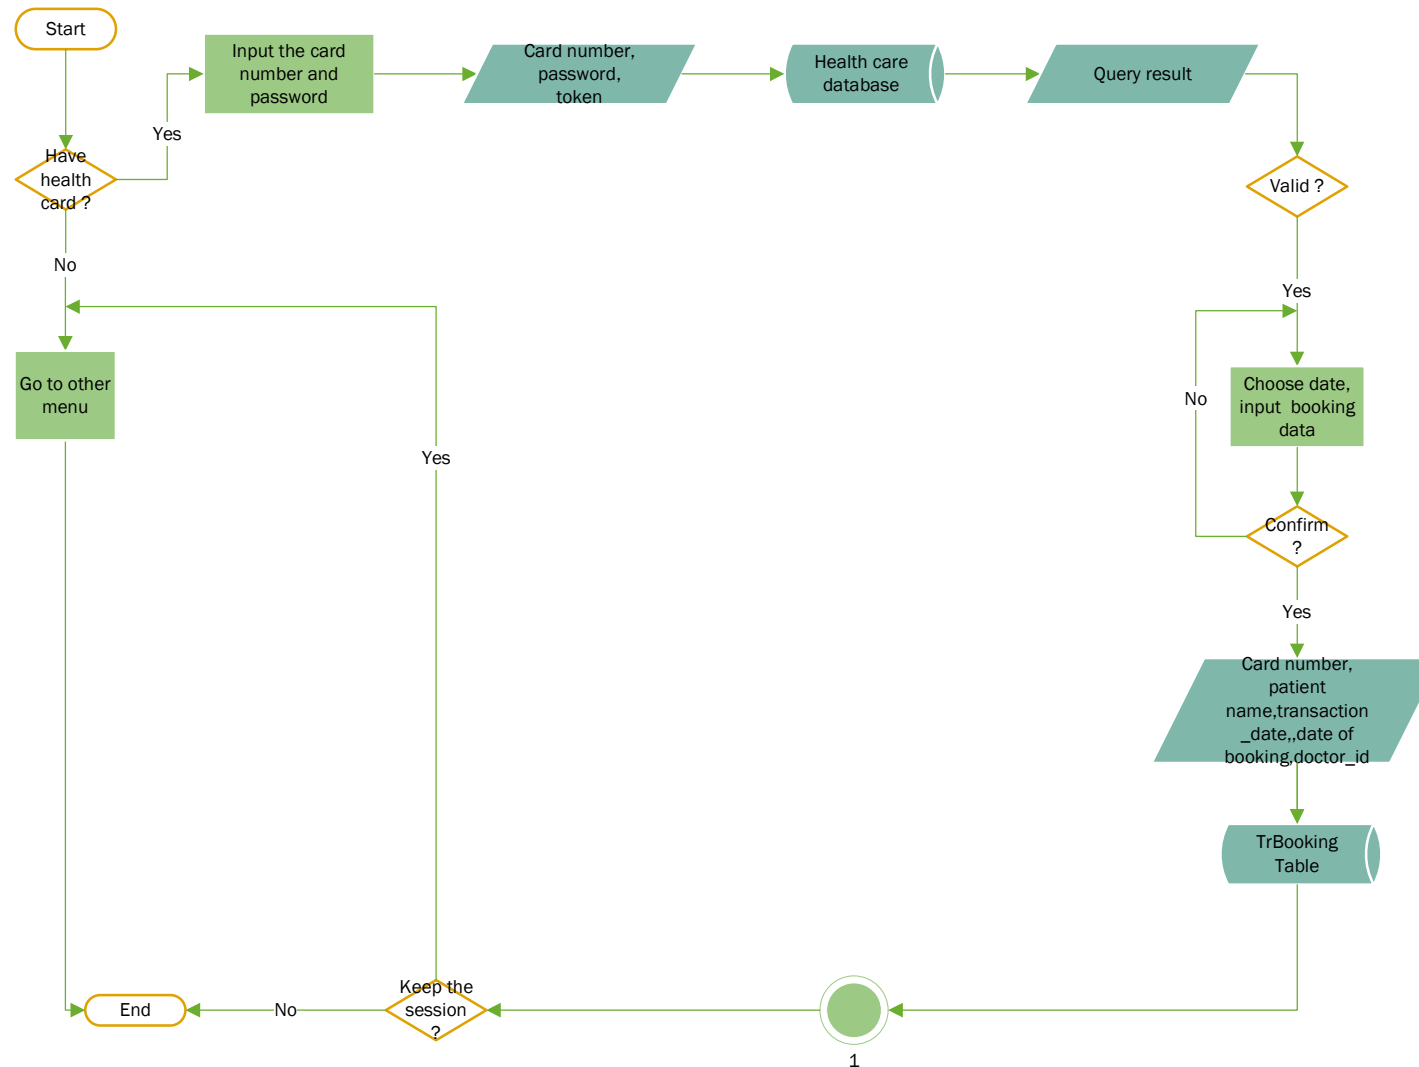 Start
Input the card
number and
password
Card number,
password,
token
Health care
database
Query result
Yes
Have
health
card ?
Valid ?
No
Yes
Go to other
menu
Choose date,
input  booking
data
No
Yes
Confirm
?
Yes
Card number,
patient
name,transaction
_date,,date of
booking,doctor_id
TrBooking
Table
End
No
Keep the
session
?
1